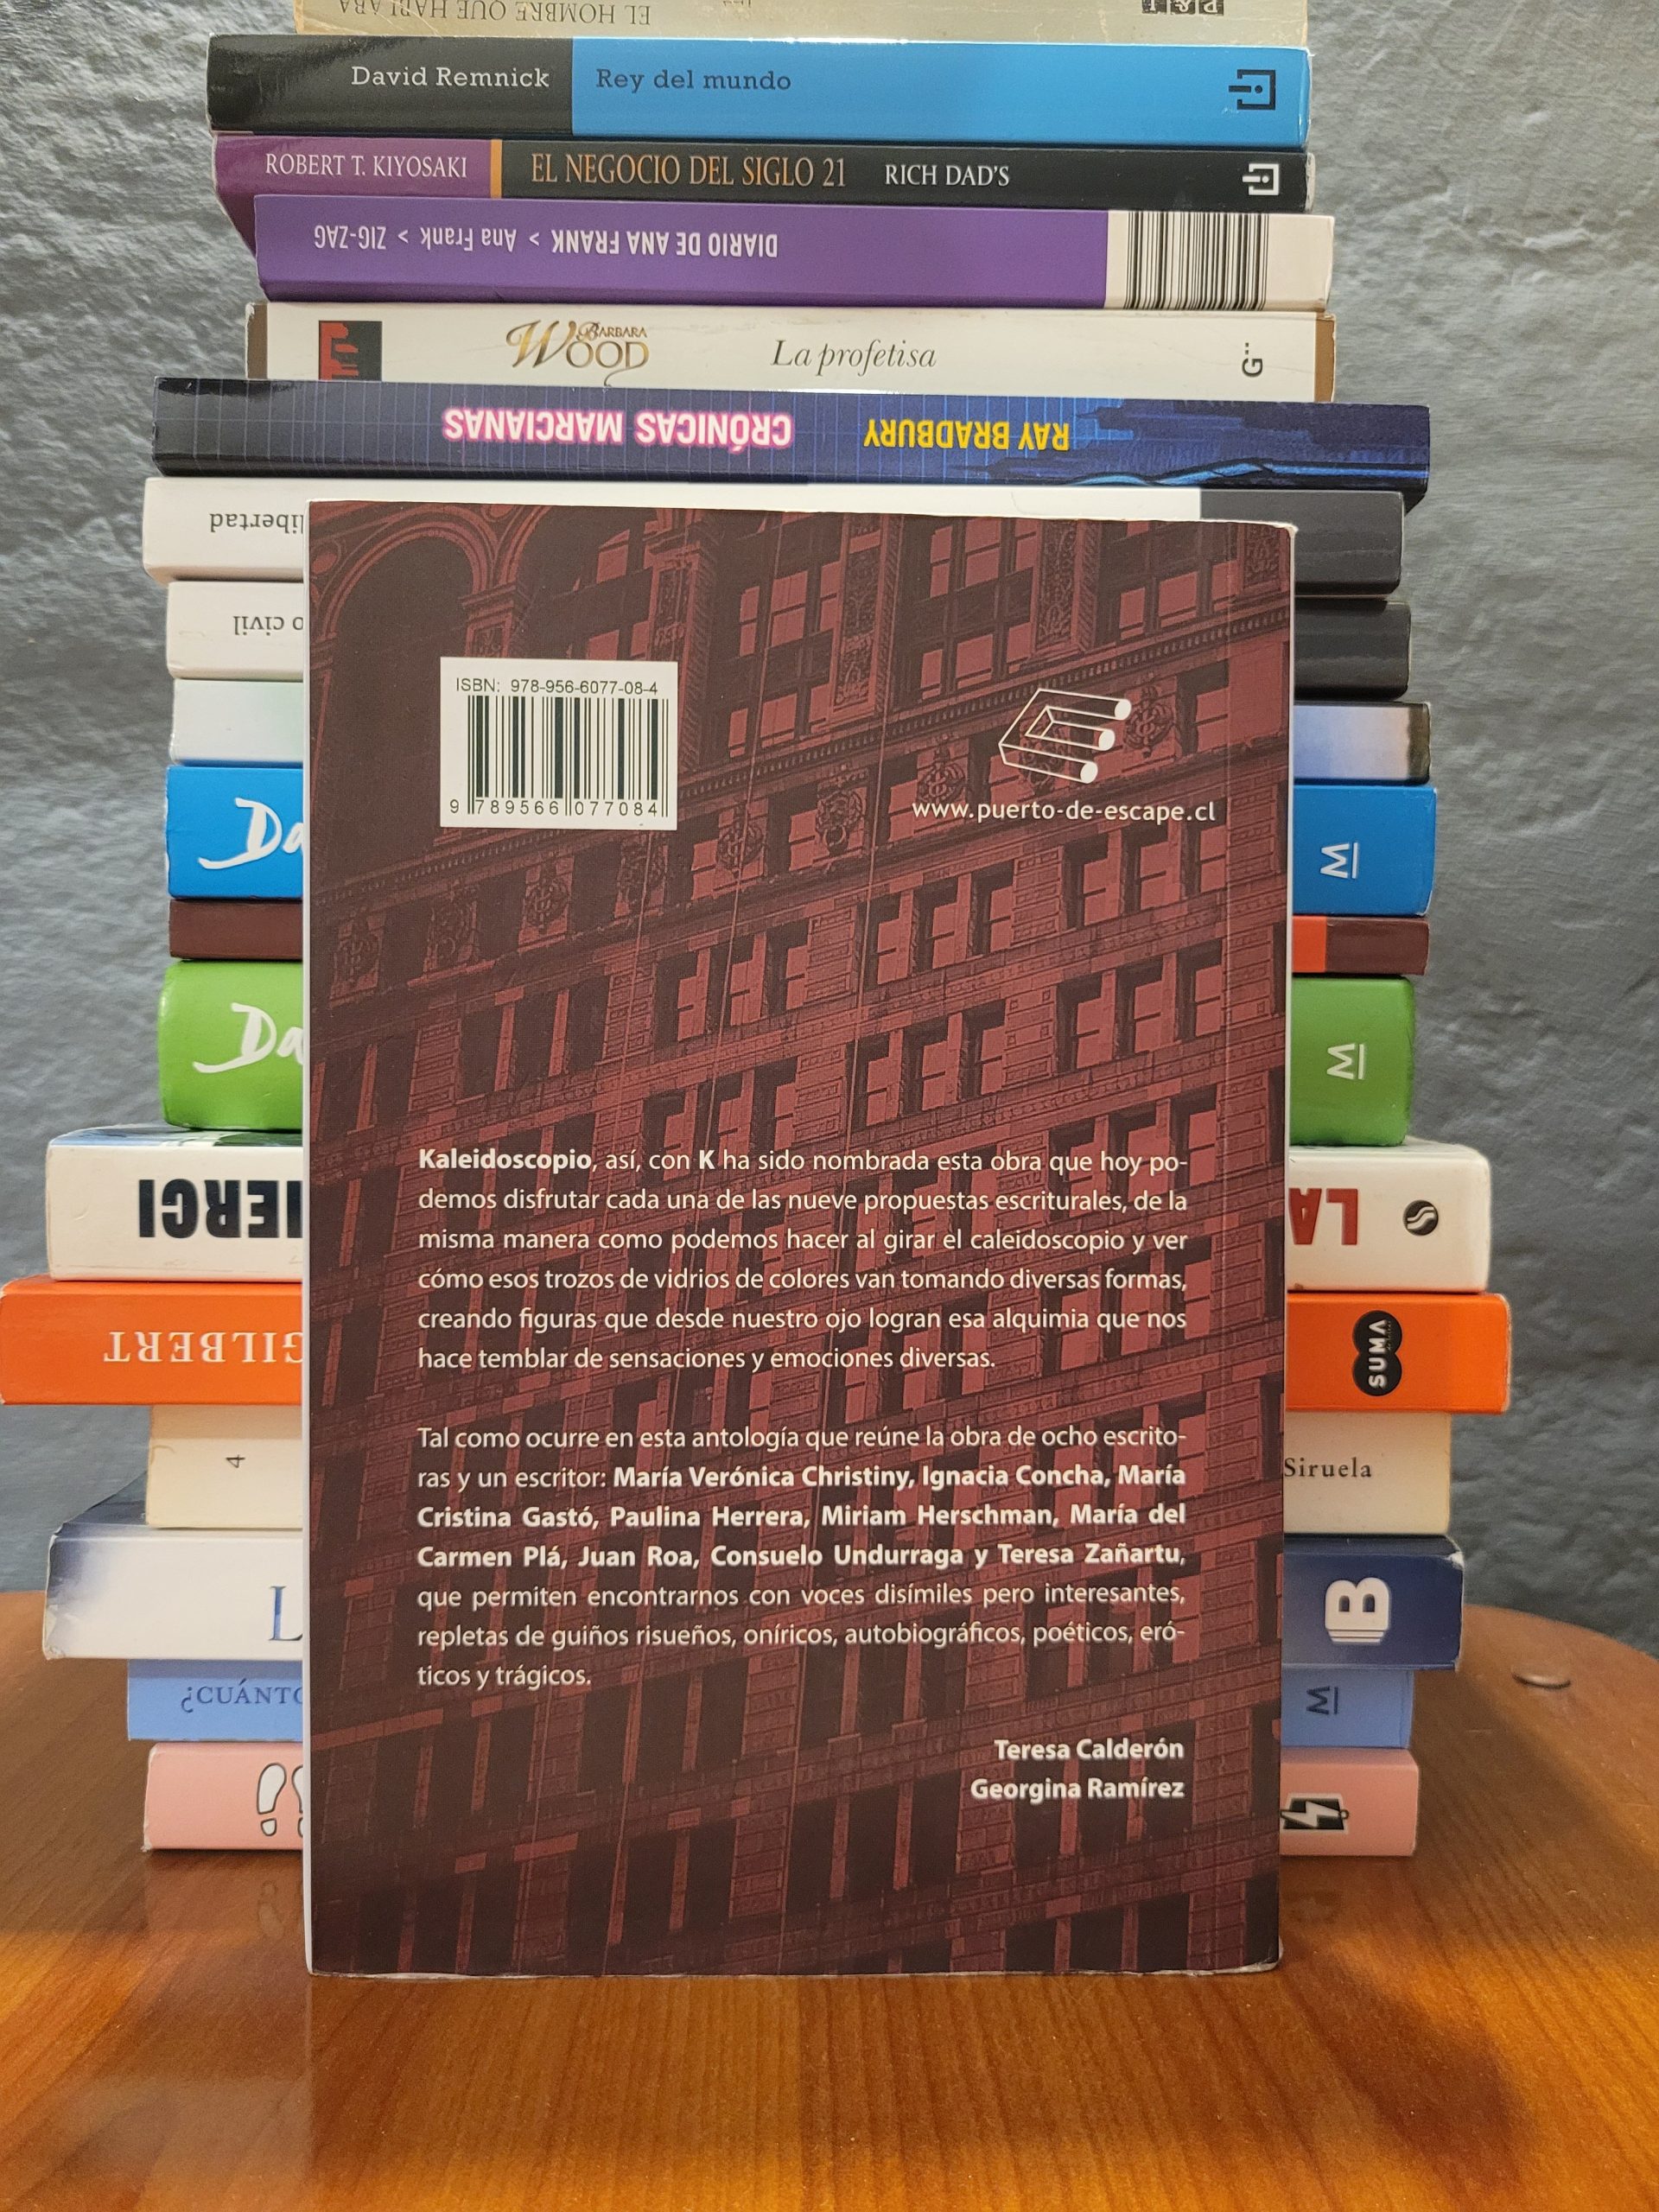 EL HOMBRE QUE HABLABA
David Remnick Rey del mundo
ROBERT T. KIYOSAKI EL NEGOCIO DEL SIGLO 21 RICH DAD'S
DIARIO DE ANA FRANK > Ana Frank > ZIG-ZAG
BARBARA WOOD La profetisa G...
RAY BRADBURY CRÓNICAS MARCIANAS
libertad
civil
ISBN: 978-956-6077-08-4
9 789566 077084
www.puerto-de-escape.cl
Da M
Da M
Kaleidoscopio, así, con K ha sido nombrada esta obra que hoy po-
demos disfrutar cada una de las nueve propuestas escriturales, de la
misma manera como podemos hacer al girar el caleidoscopio y ver
cómo esos trozos de vidrios de colores van tomando diversas formas,
creando figuras que desde nuestro ojo logran esa alquimia que nos
hace temblar de sensaciones y emociones diversas.
Tal como ocurre en esta antología que reúne la obra de ocho escrito-
ras y un escritor: María Verónica Christiny, Ignacia Concha, María
Cristina Gastó, Paulina Herrera, Miriam Herschman, María del
Carmen Plá, Juan Roa, Consuelo Undurraga y Teresa Zañartu,
que permiten encontrarnos con voces disímiles pero interesantes,
repletas de guiños risueños, oníricos, autobiográficos, poéticos, eró-
ticos y trágicos.
Teresa Calderón
Georgina Ramírez
LA IERCI
GILBERT SUMA
4 Siruela
L B
¿CUÁNTO M